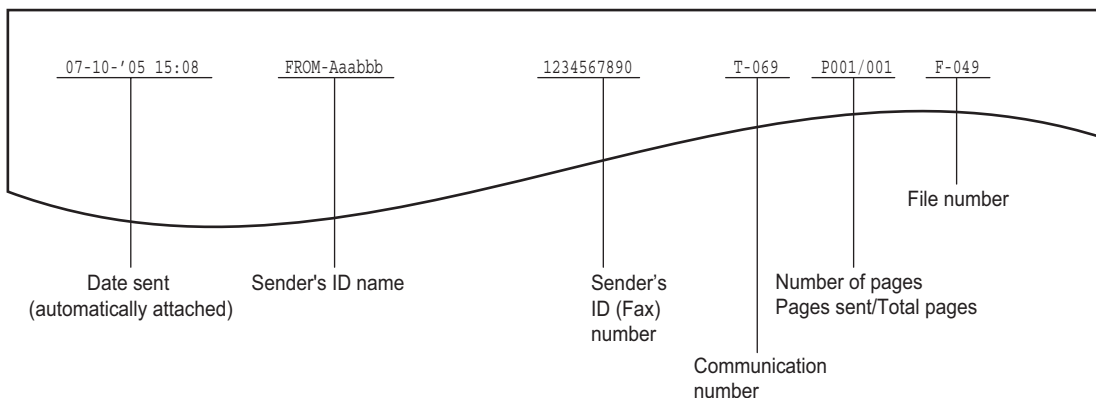 07-10-'05 15:08 FROM-Aaabbb 1234567890 T-069 P001/001 F-049
File number
Date sent
(automatically attached)
Sender's ID name
Sender’s
ID (Fax)
number
Number of pages
Pages sent/Total pages
Communication
number